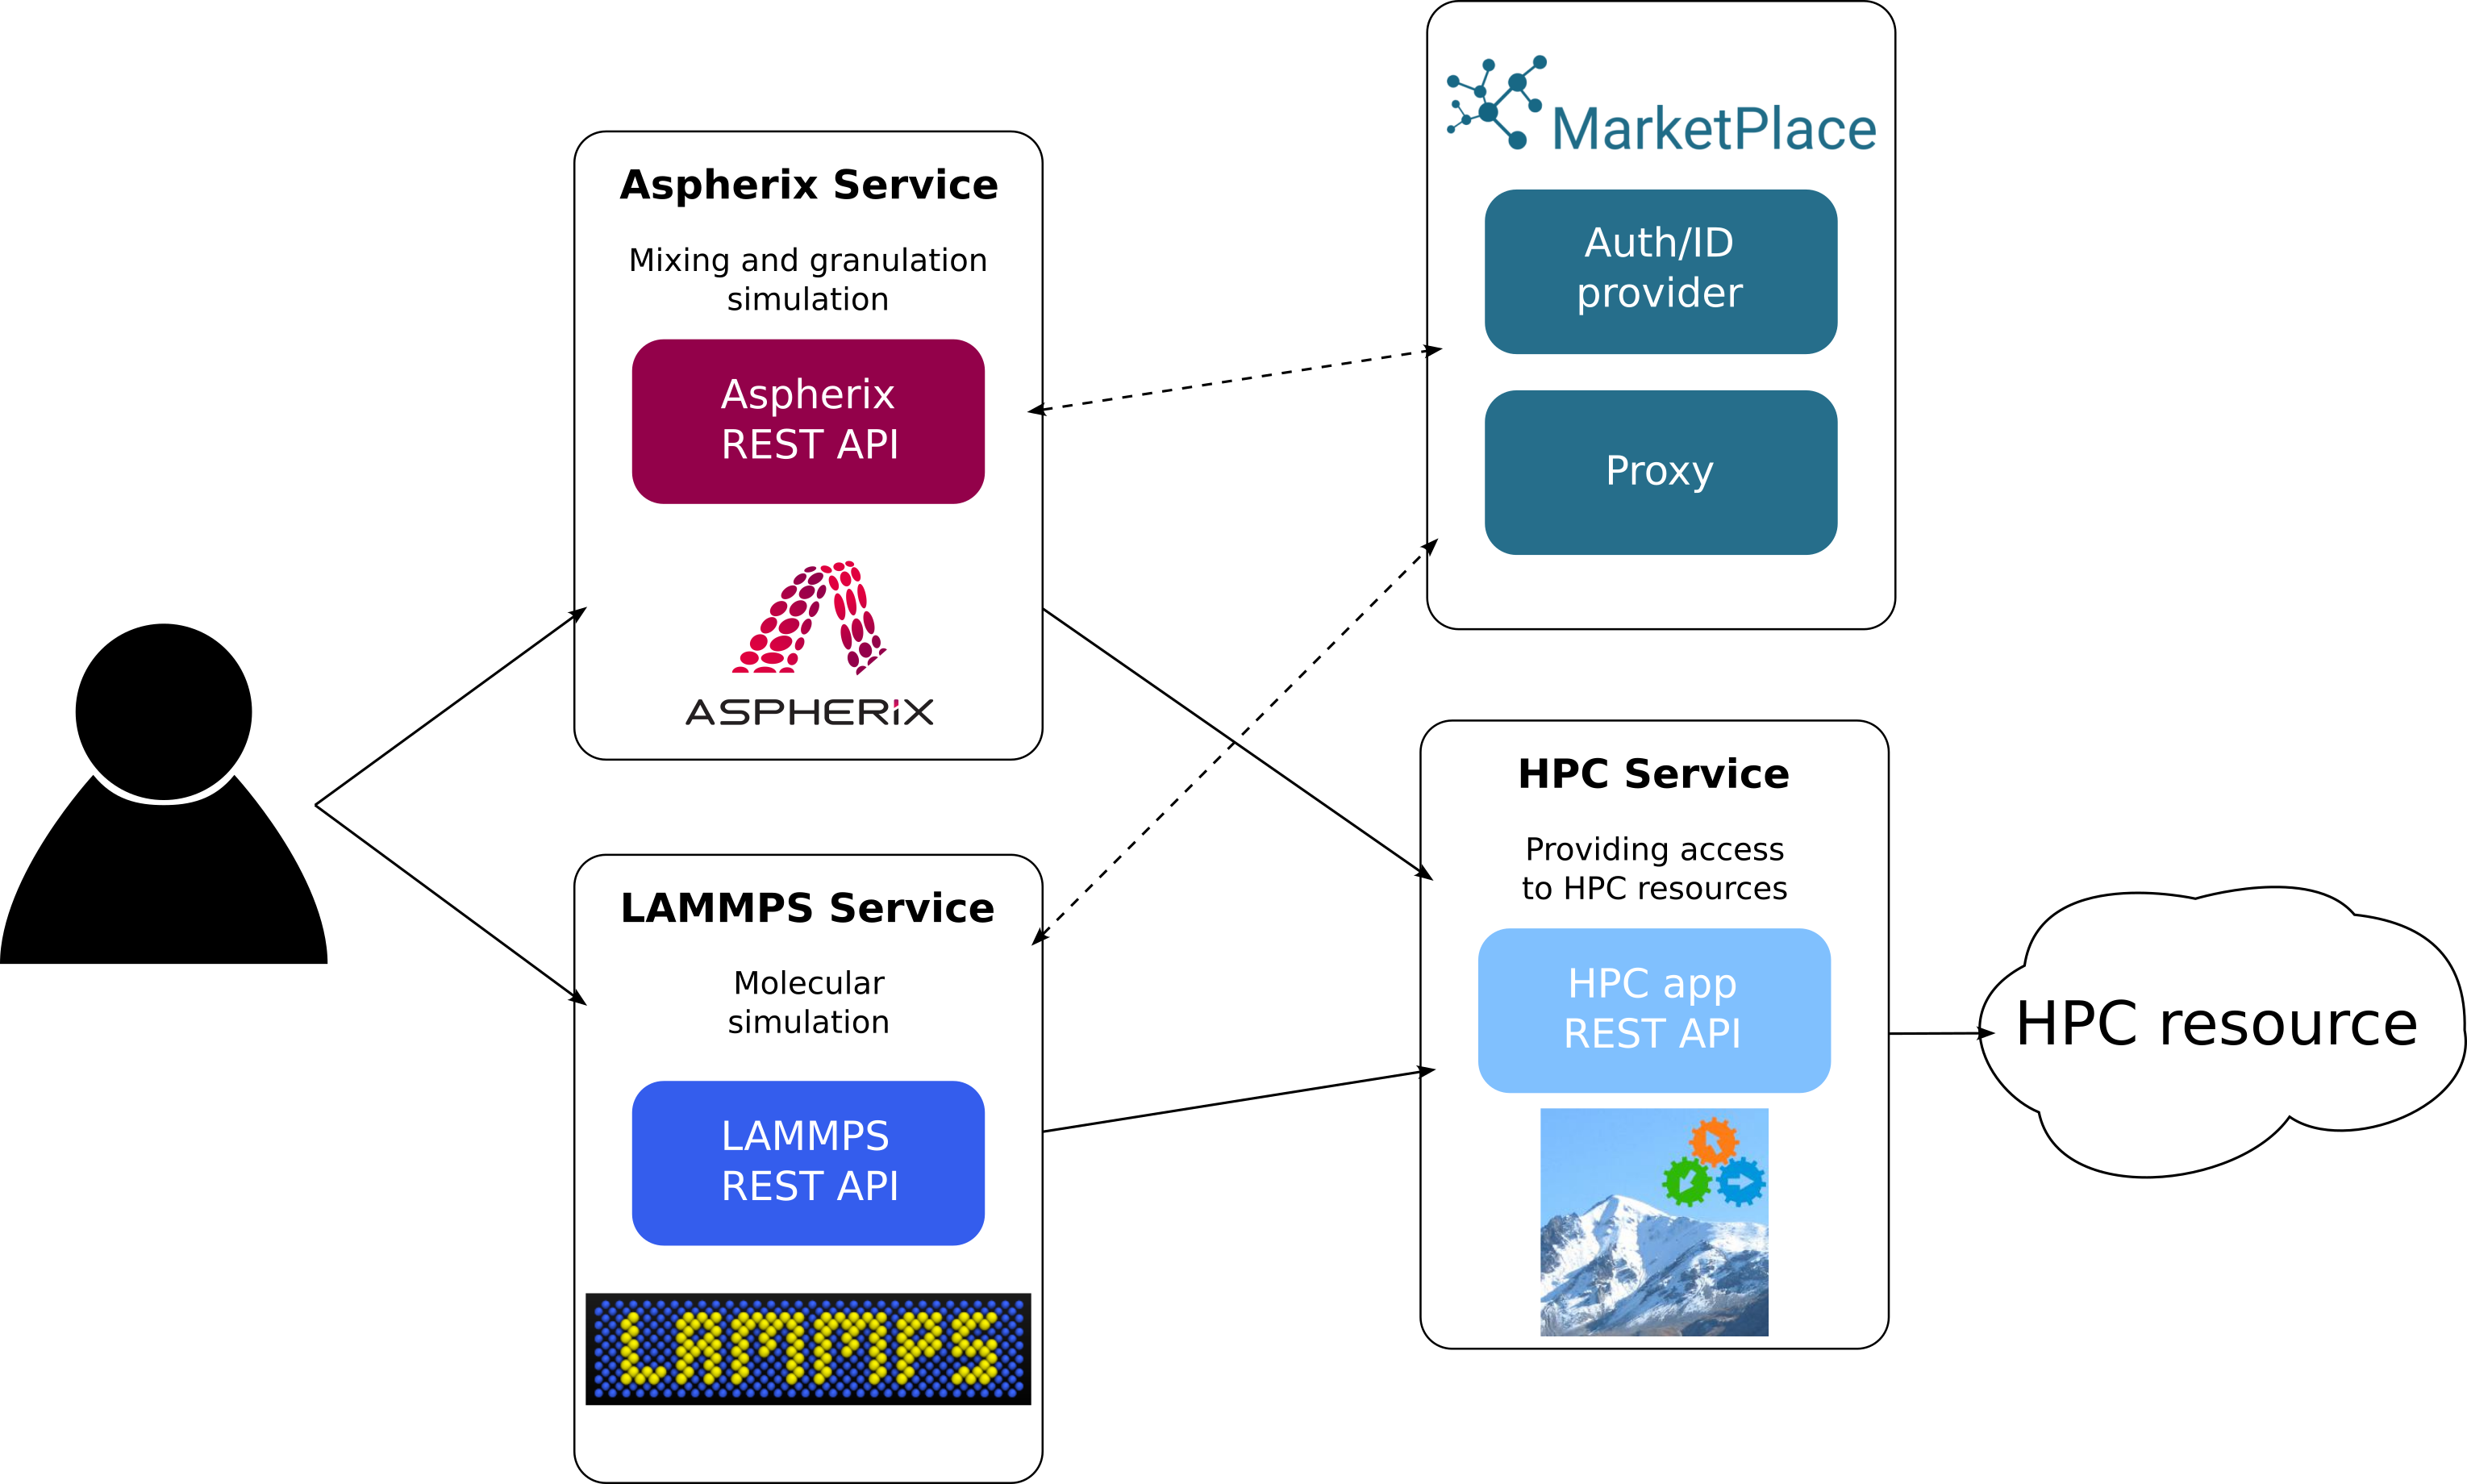 MarketPlace
Auth/ID
provider
Proxy
Aspherix Service
Mixing and granulation
simulation
Aspherix
REST API
ASPHERiX
LAMMPS Service
Molecular
simulation
LAMMPS
REST API
LAMMPS
HPC Service
Providing access
to HPC resources
HPC app
REST API
HPC resource